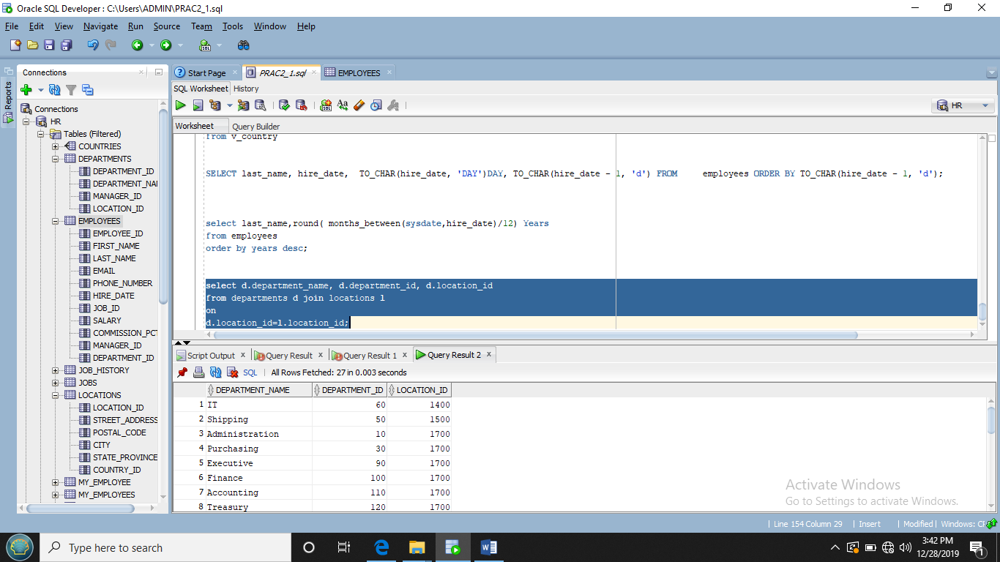 Oracle SQL Developer : C:\Users\ADMIN\PRAC2_1.sql
File Edit View Navigate Run Source Team Tools Window Help
Reports
Connections
Connections
HR
Tables (Filtered)
COUNTRIES
DEPARTMENTS
DEPARTMENT_ID
DEPARTMENT_NAI
MANAGER_ID
LOCATION_ID
EMPLOYEES
EMPLOYEE_ID
FIRST_NAME
LAST_NAME
EMAIL
PHONE_NUMBER
HIRE_DATE
JOB_ID
SALARY
COMMISSION_PCT
MANAGER_ID
DEPARTMENT_ID
JOB_HISTORY
JOBS
LOCATIONS
LOCATION_ID
STREET_ADDRESS
POSTAL_CODE
CITY
STATE_PROVINCE
COUNTRY_ID
MY_EMPLOYEE
MY_EMPLOYEES
Start Page PRAC2_1.sql EMPLOYEES
SQL Worksheet History
HR
Worksheet Query Builder
from v_country
SELECT last_name, hire_date,  TO_CHAR(hire_date, 'DAY')DAY, TO_CHAR(hire_date - 1, 'd') FROM     employees ORDER BY TO_CHAR(hire_date - 1, 'd');
select last_name,round( months_between(sysdate,hire_date)/12) Years
from employees
order by years desc;
select d.department_name, d.department_id, d.location_id
from departments d join locations l
on
d.location_id=l.location_id;
Script Output x Query Result x Query Result 1 x Query Result 2 x
SQL | All Rows Fetched: 27 in 0.003 seconds
DEPARTMENT_NAME DEPARTMENT_ID LOCATION_ID
1 IT 60 1400
2 Shipping 50 1500
3 Administration 10 1700
4 Purchasing 30 1700
5 Executive 90 1700
6 Finance 100 1700
7 Accounting 110 1700
8 Treasury 120 1700
Activate Windows
Go to Settings to activate Windows.
| Line 154 Column 29 | Insert | Modified | Windows: CR
Type here to search
3:42 PM
12/28/2019
1